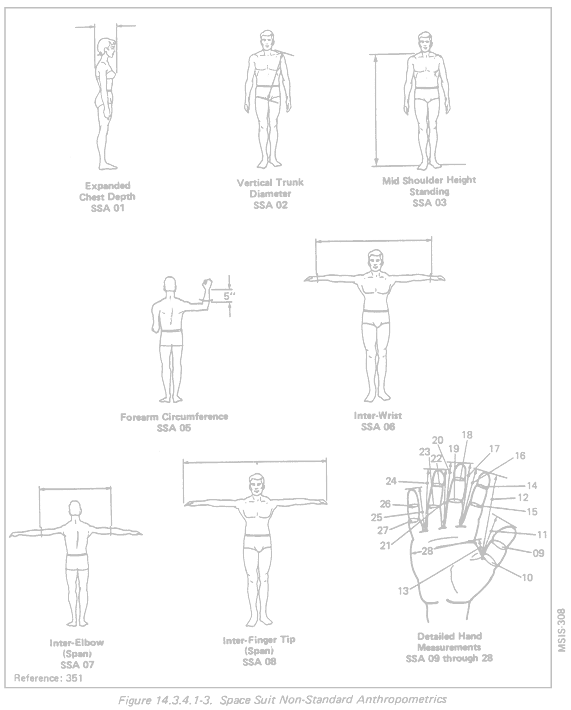 Expanded
Chest Depth
SSA 01
Vertical Trunk
Diameter
SSA 02
Mid Shoulder Height
Standing
SSA 03
5"
Forearm Circumference
SSA 05
Inter-Wrist
SSA 06
Inter-Elbow
(Span)
SSA 07
Inter-Finger Tip
(Span)
SSA 08
18
20
19
17
23
22
16
24
14
12
26
15
25
27
11
21
28
09
10
13
Detailed Hand
Measurements
SSA 09 through 28
Reference: 351
MSIS-308
Figure 14.3.4.1-3. Space Suit Non-Standard Anthropometrics